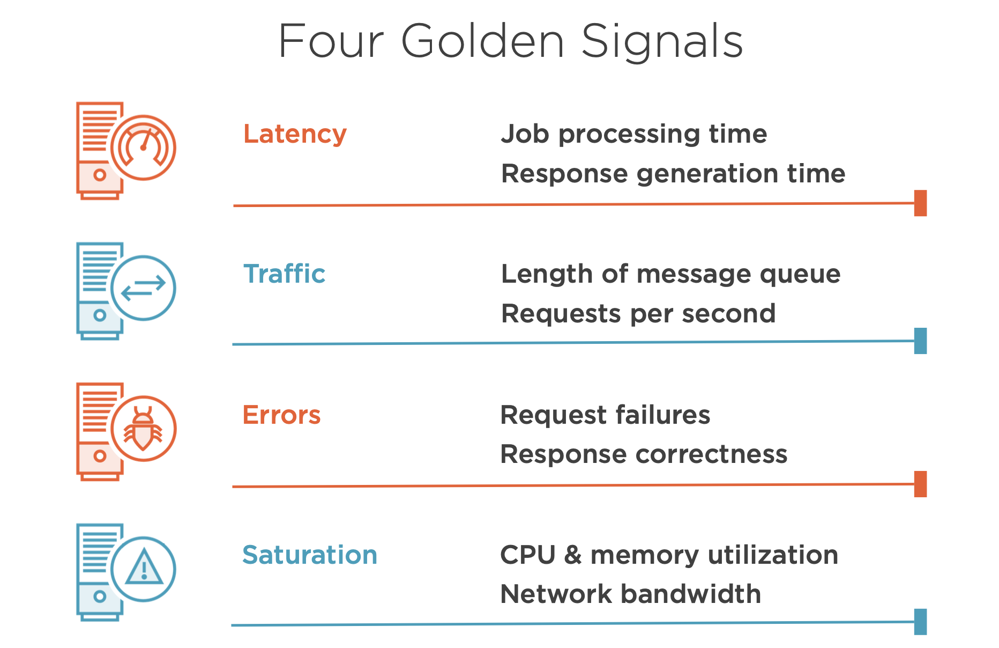 Four Golden Signals
Latency
Job processing time
Response generation time
Traffic
Length of message queue
Requests per second
Errors
Request failures
Response correctness
Saturation
CPU & memory utilization
Network bandwidth